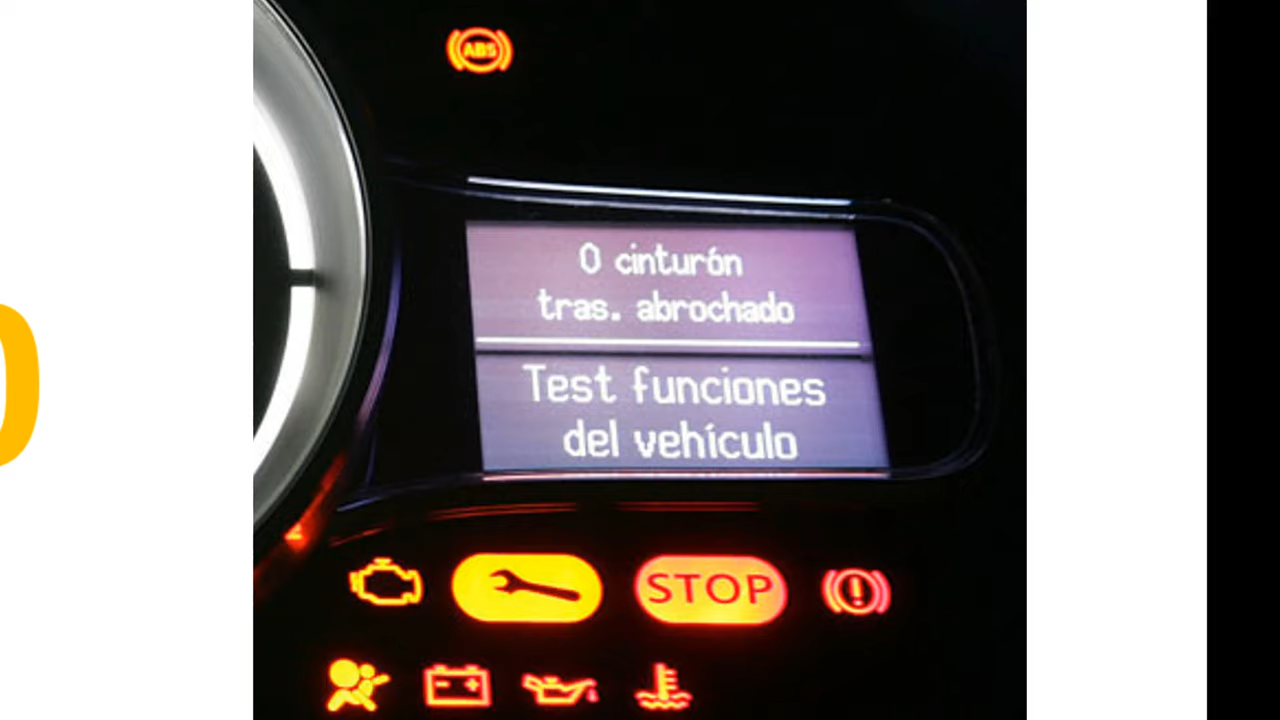 ABS
0 cinturón
tras. abrochado
Test funciones
del vehículo
STOP